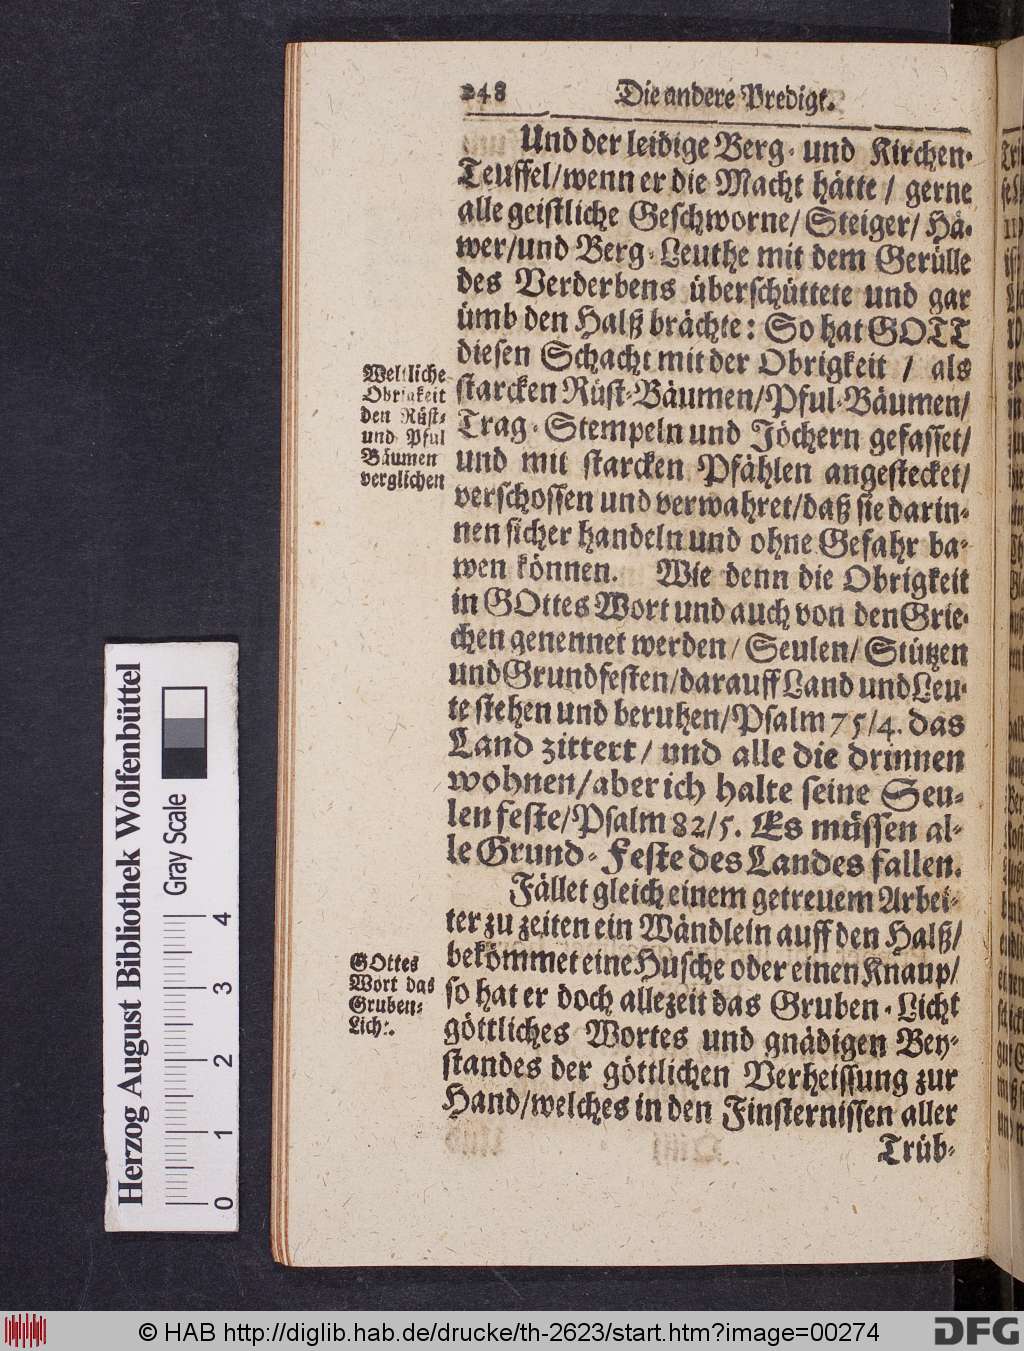 248 Die andere Predigt.
Und der leidige Berg- und Kirchen-
Teuffel/wenn er die Macht hätte / gerne
alle geistliche Geschworne/ Steiger/ Hä-
wer/und Berg-Leuthe mit dem Gerülle
des Verderbens überschüttete und gar
ümb den Halß brächte: So hat GOTT
diesen Schacht mit der Obrigkeit / als
starcken Rüst-Bäumen/Pful-Bäumen/
Trag-Stempeln und Jöchern gefasset/
und mit starcken Pfählen angestecket/
verschossen und verwahret/daß sie darin-
nen sicher handeln und ohne Gefahr ba-
wen können. Wie denn die Obrigkeit
in GOttes Wort und auch von den Grie-
chen genennet werden/ Seulen/ Stützen
und Grundfesten/darauff Land und Leu-
te stehen und beruhen/Psalm 75/4. das
Land zittert/ und alle die drinnen
wohnen/aber ich halte seine Seu-
len feste/Psalm 82/5. Es müssen al-
le Grund-Feste des Landes fallen.
Fället gleich einem getreuem Arbei-
ter zu zeiten ein Wändlein auff den Halß/
bekömmet eine Husche oder einen Knaup/
so hat er doch allezeit das Gruben-Licht
göttliches Wortes und gnädigen Bey-
standes der göttlichen Verheissung zur
Hand/welches in den Finsternissen aller
Trüb-
Weltliche
Obrigkeit
den Rüst-
und Pful
Bäumen
verglichen
GOttes
Wort das
Gruben-
Licht.
Herzog August Bibliothek Wolfenbüttel
Gray Scale
0 1 2 3 4
© HAB http://diglib.hab.de/drucke/th-2623/start.htm?image=00274
DFG